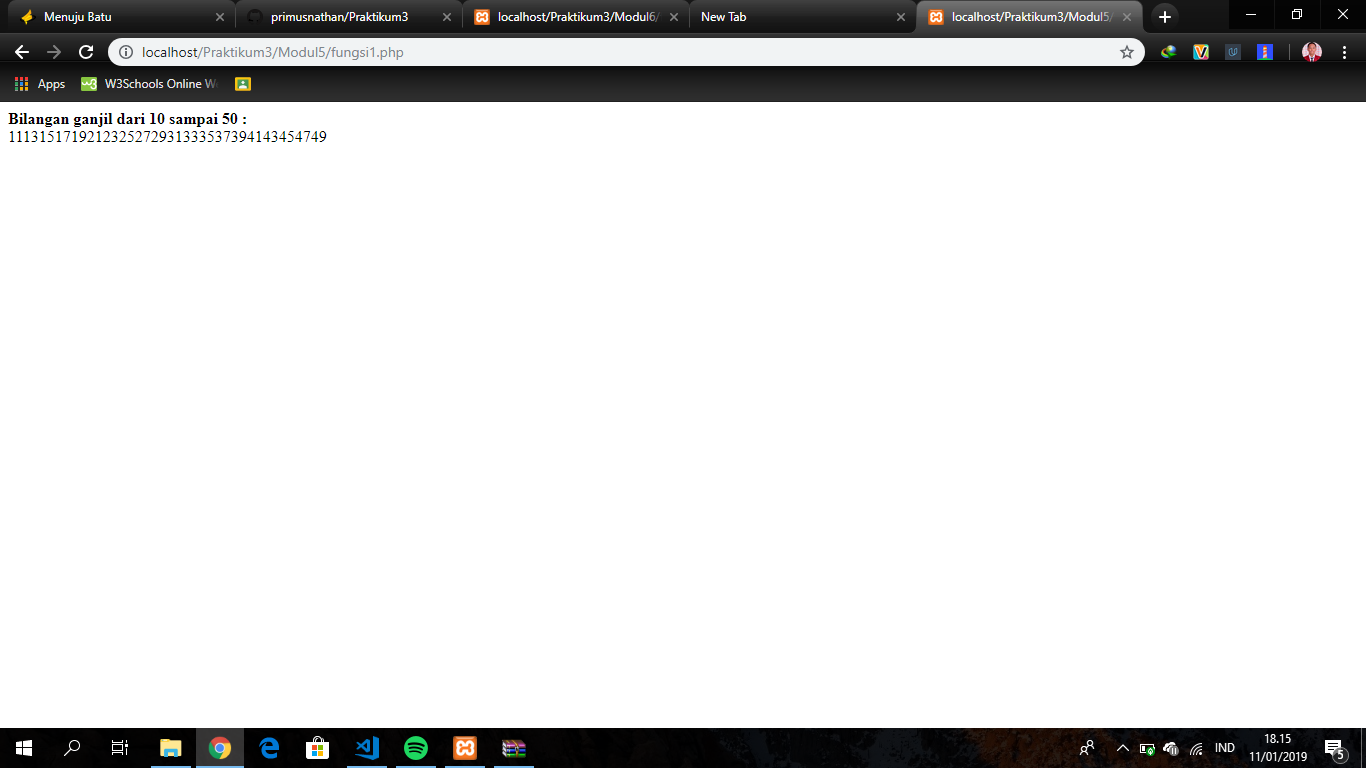 Menuju Batu
primusnathan/Praktikum3
localhost/Praktikum3/Modul6/
New Tab
localhost/Praktikum3/Modul5/
localhost/Praktikum3/Modul5/fungsi1.php
Apps
W3Schools Online We
Bilangan ganjil dari 10 sampai 50 :
1113151719212325272931333537394143454749
IND
18.15
11/01/2019
5